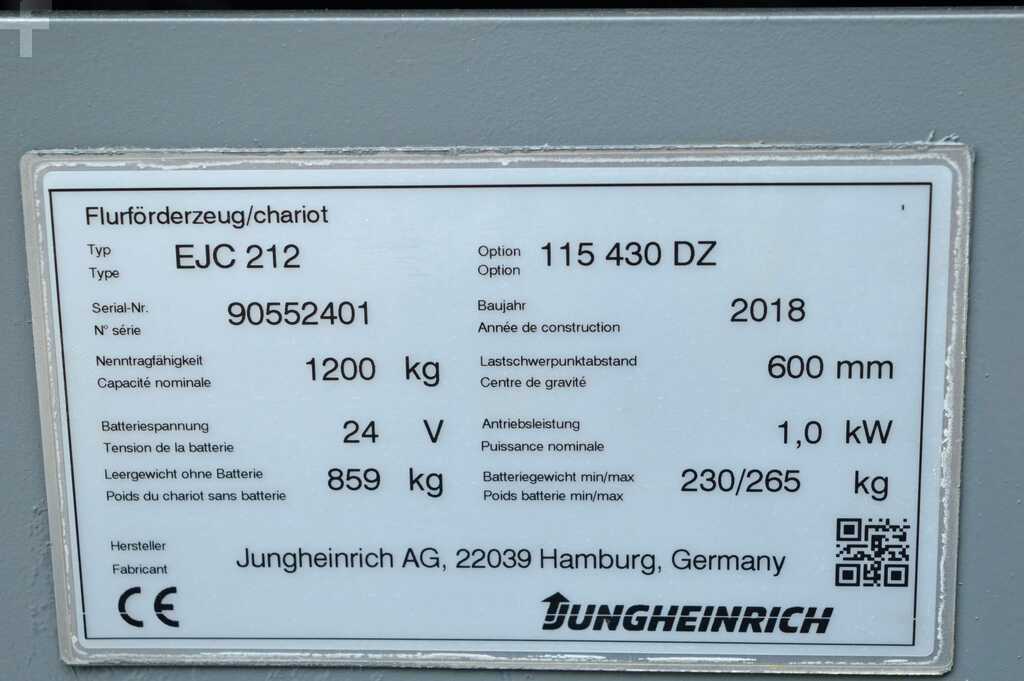 Flurförderzeug/chariot
Typ
Type
EJC 212
Option
Option
115 430 DZ
Serial-Nr.
N° série
90552401
Baujahr
Année de construction
2018
Nenntragfähigkeit
Capacité nominale
1200 kg
Lastschwerpunktabstand
Centre de gravité
600 mm
Batteriespannung
Tension de la batterie
24 V
Antriebsleistung
Puissance nominale
1,0 kW
Leergewicht ohne Batterie
Poids du chariot sans batterie
859 kg
Batteriegewicht min/max
Poids batterie min/max
230/265 kg
Hersteller
Fabricant
Jungheinrich AG, 22039 Hamburg, Germany
CE
JUNGHEINRICH